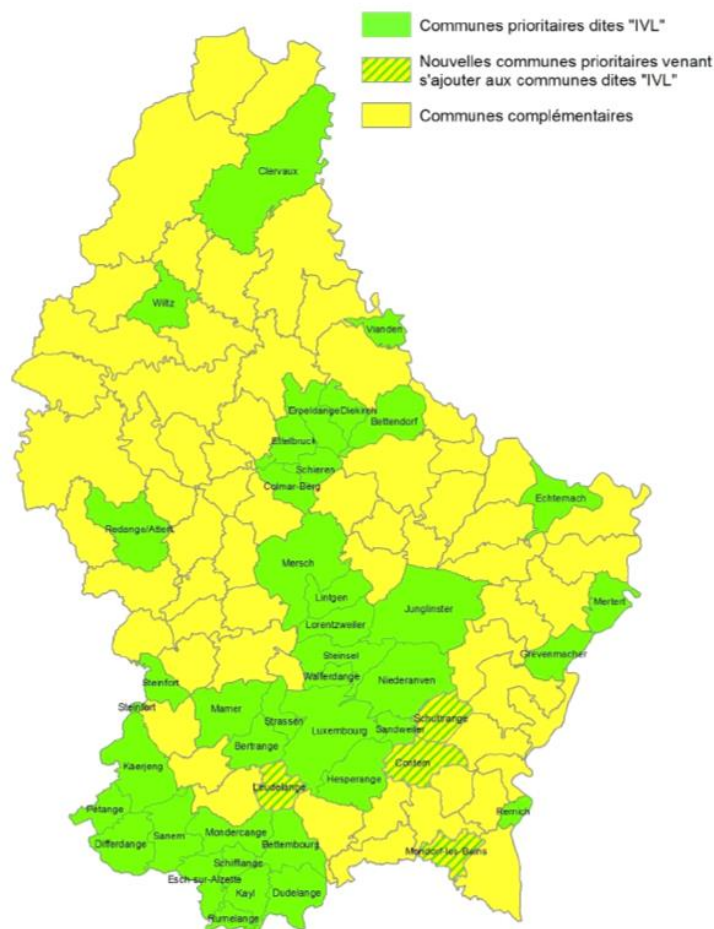 Communes prioritaires dites "IVL"
Nouvelles communes prioritaires venant
s'ajouter aux communes dites "IVL"
Communes complémentaires
Clervaux
Wiltz
Vianden
Erpeldange Diekirch
Bettendorf
Ettelbruck
Schieren
Colmar-Berg
Echternach
Redange/Attert
Mersch
Lintgen
Junglinster
Mertert
Lorentzweiler
Steinsel
Grevenmacher
Walferdange
Niederanven
Steinfort
Steinfort
Mamer
Strassen
Schuttrange
Luxembourg
Sandweiler
Bertrange
Contern
Käerjeng
Hesperange
Leudelange
Pétange
Remich
Sanem
Mondercange
Differdange
Bettembourg
Mondorf-les-Bains
Schifflange
Esch-sur-Alzette
Kayl
Dudelange
Rumelange